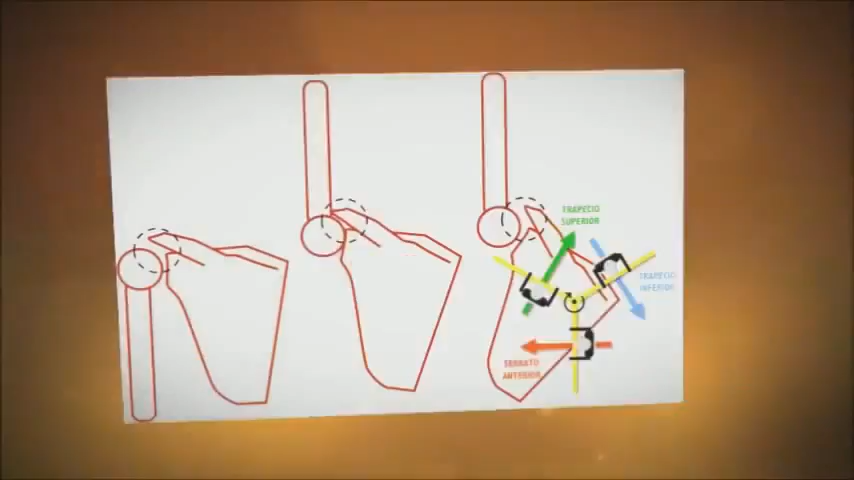 TRAPECIO
SUPERIOR
TRAPECIO
INFERIOR
SERRATO
ANTERIOR